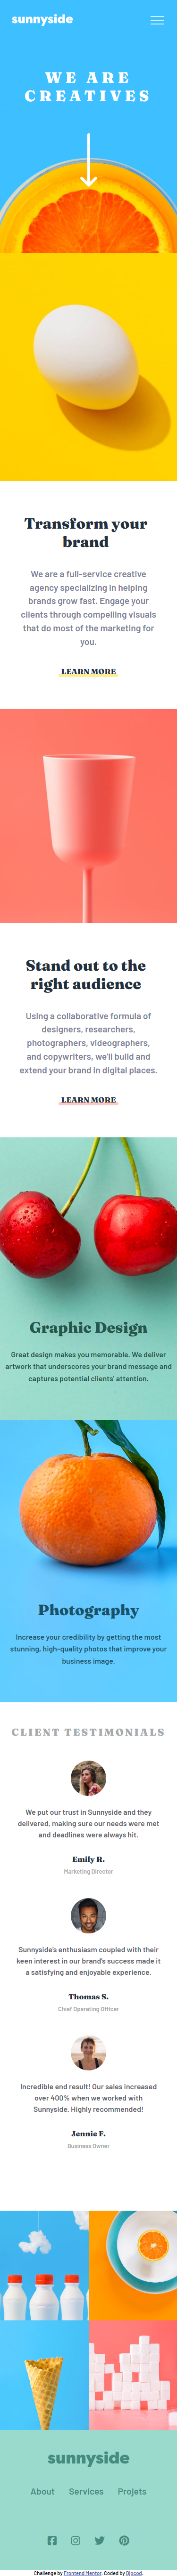 sunnyside
WE ARE
CREATIVES
Transform your
brand
We are a full-service creative
agency specializing in helping
brands grow fast. Engage your
clients through compelling visuals
that do most of the marketing for
you.
LEARN MORE
Stand out to the
right audience
Using a collaborative formula of
designers, researchers,
photographers, videographers,
and copywriters, we'll build and
extend your brand in digital places.
LEARN MORE
Graphic Design
Great design makes you memorable. We deliver
artwork that underscores your brand message and
captures potential clients' attention.
Photography
Increase your credibility by getting the most
stunning, high-quality photos that improve your
business image.
CLIENT TESTIMONIALS
We put our trust in Sunnyside and they
delivered, making sure our needs were met
and deadlines were always hit.
Emily R.
Marketing Director
Sunnyside's enthusiasm coupled with their
keen interest in our brand's success made it
a satisfying and enjoyable experience.
Thomas S.
Chief Operating Officer
Incredible end result! Our sales increased
over 400% when we worked with
Sunnyside. Highly recommended!
Jennie F.
Business Owner
sunnyside
About Services Projets
Challenge by Frontend Mentor. Coded by Diocod.